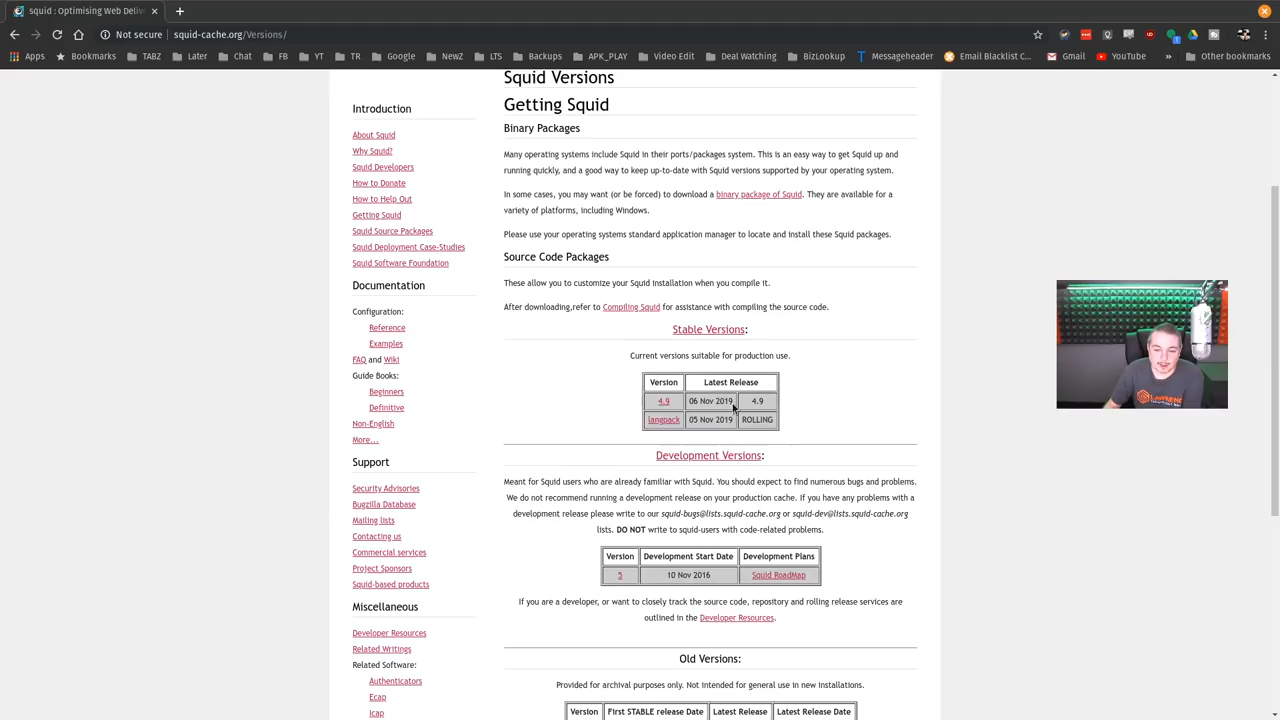 squid : Optimising Web Delive
Not secure
squid-cache.org/Versions/
Apps
Bookmarks
TABZ
Later
Chat
FB
YT
TR
Google
NewZ
LTS
Backups
APK_PLAY
Video Edit
Deal Watching
BizLookup
Messageheader
Email Blacklist C...
Gmail
YouTube
»
Other bookmarks
Introduction
About Squid
Why Squid?
Squid Developers
How to Donate
How to Help Out
Getting Squid
Squid Source Packages
Squid Deployment Case-Studies
Squid Software Foundation
Documentation
Configuration:
Reference
Examples
FAQ and Wiki
Guide Books:
Beginners
Definitive
Non-English
More...
Support
Security Advisories
Bugzilla Database
Mailing lists
Contacting us
Commercial services
Project Sponsors
Squid-based products
Miscellaneous
Developer Resources
Related Writings
Related Software:
Authenticators
Ecap
Icap
Squid Versions
Getting Squid
Binary Packages
Many operating systems include Squid in their ports/packages system. This is an easy way to get Squid up and
running quickly, and a good way to keep up-to-date with Squid versions supported by your operating system.
In some cases, you may want (or be forced) to download a binary package of Squid. They are available for a
variety of platforms, including Windows.
Please use your operating systems standard application manager to locate and install these Squid packages.
Source Code Packages
These allow you to customize your Squid installation when you compile it.
After downloading,refer to Compiling Squid for assistance with compiling the source code.
Stable Versions:
Current versions suitable for production use.
Version Latest Release
4.9 06 Nov 2019 4.9
langpack 05 Nov 2019 ROLLING
Development Versions:
Meant for Squid users who are already familiar with Squid. You should expect to find numerous bugs and problems.
We do not recommend running a development release on your production cache. If you have any problems with a
development release please write to our squid-bugs@lists.squid-cache.org or squid-dev@lists.squid-cache.org
lists. DO NOT write to squid-users with code-related problems.
Version Development Start Date Development Plans
5 10 Nov 2016 Squid RoadMap
If you are a developer, or want to closely track the source code, repository and rolling release services are
outlined in the Developer Resources.
Old Versions:
Provided for archival purposes only. Not intended for general use in new installations.
Version First STABLE release Date Latest Release Latest Release Date